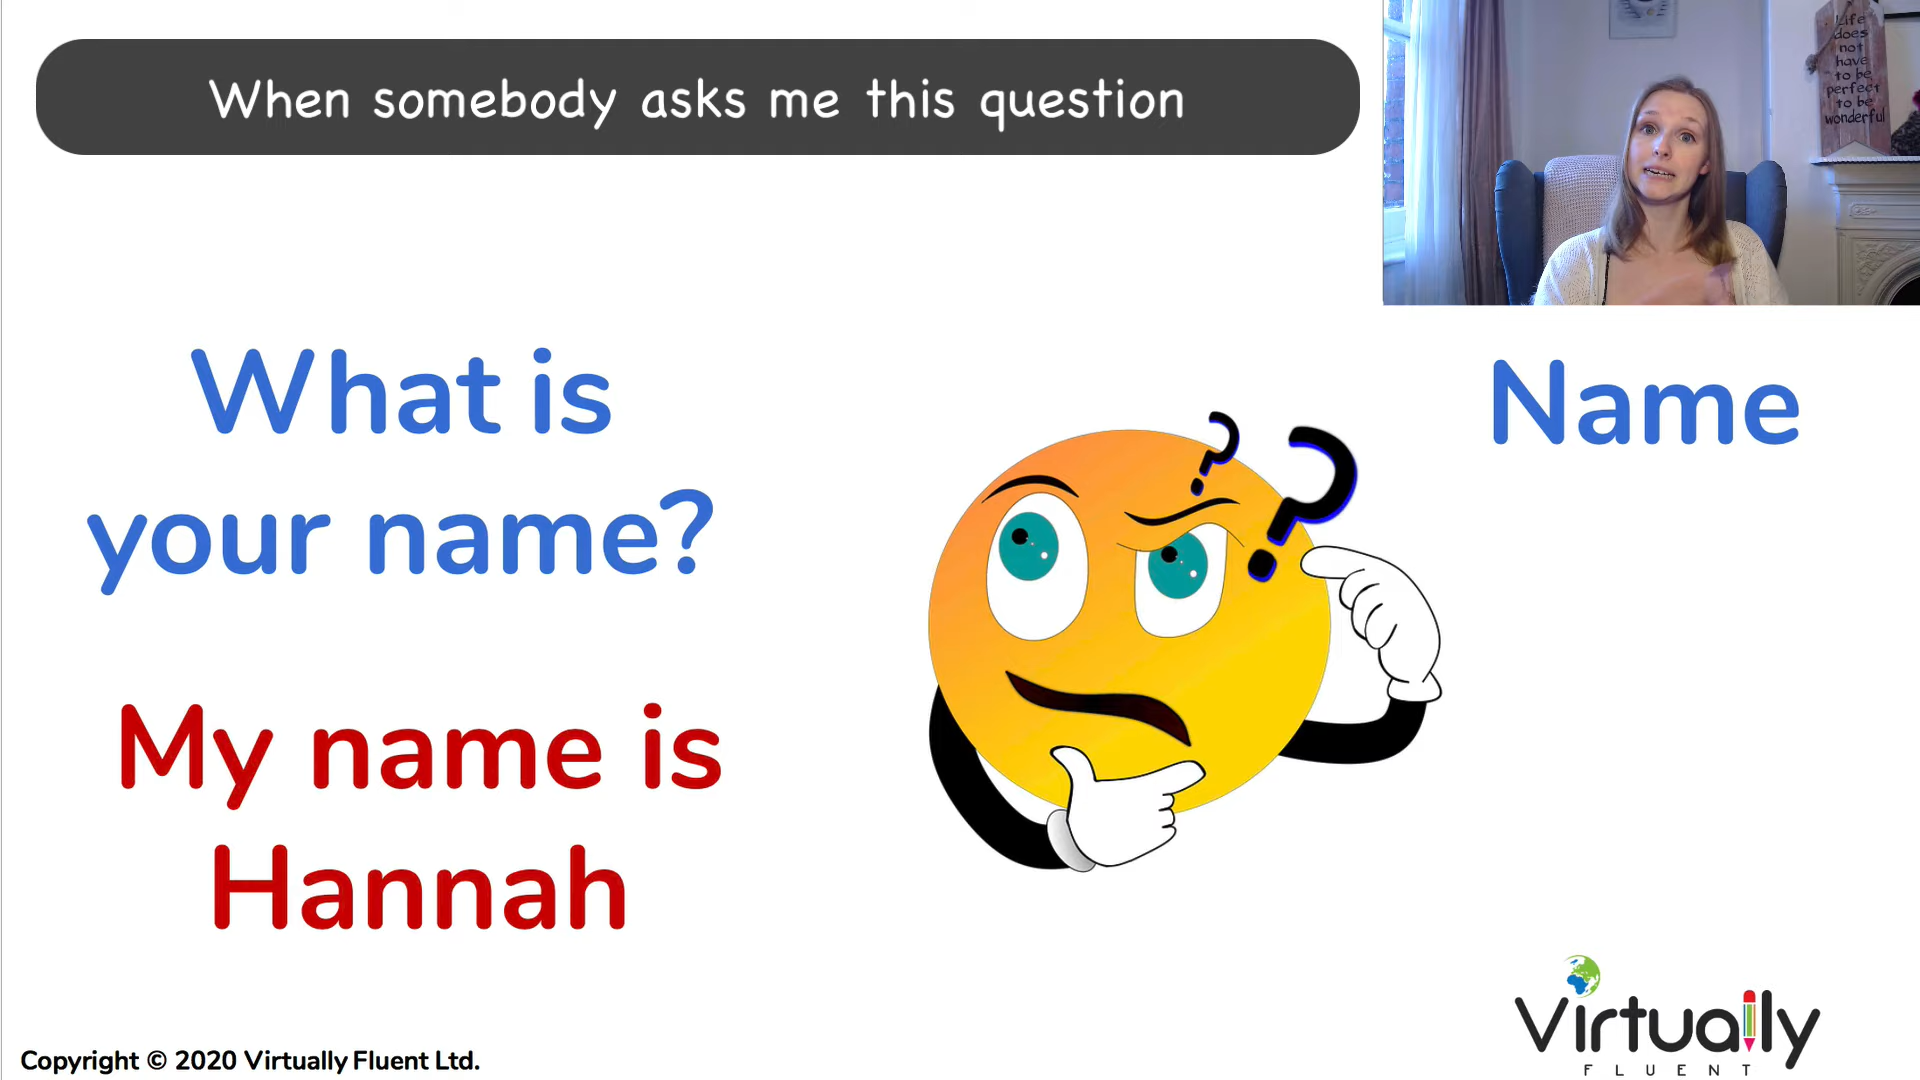 When somebody asks me this question
Life
does
not
have
to be
perfect
to be
wonderful
What is
your name?
Name
? ?
My name is
Hannah
Virtually
FLUENT
Copyright © 2020 Virtually Fluent Ltd.